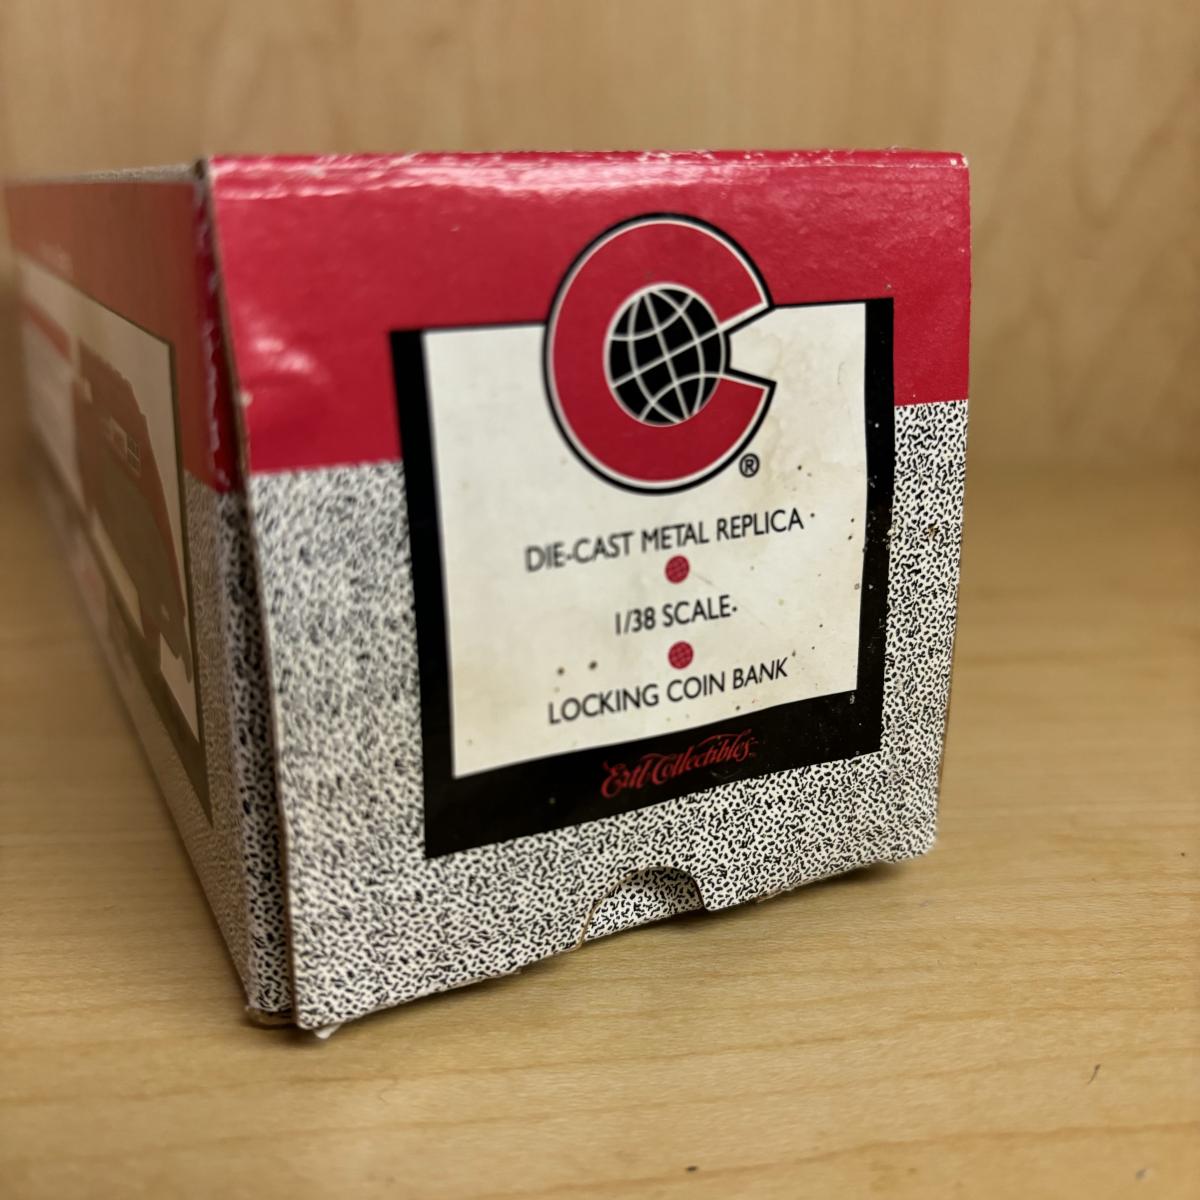 ®
DIE-CAST METAL REPLICA
1/38 SCALE
LOCKING COIN BANK
Ertl Collectibles